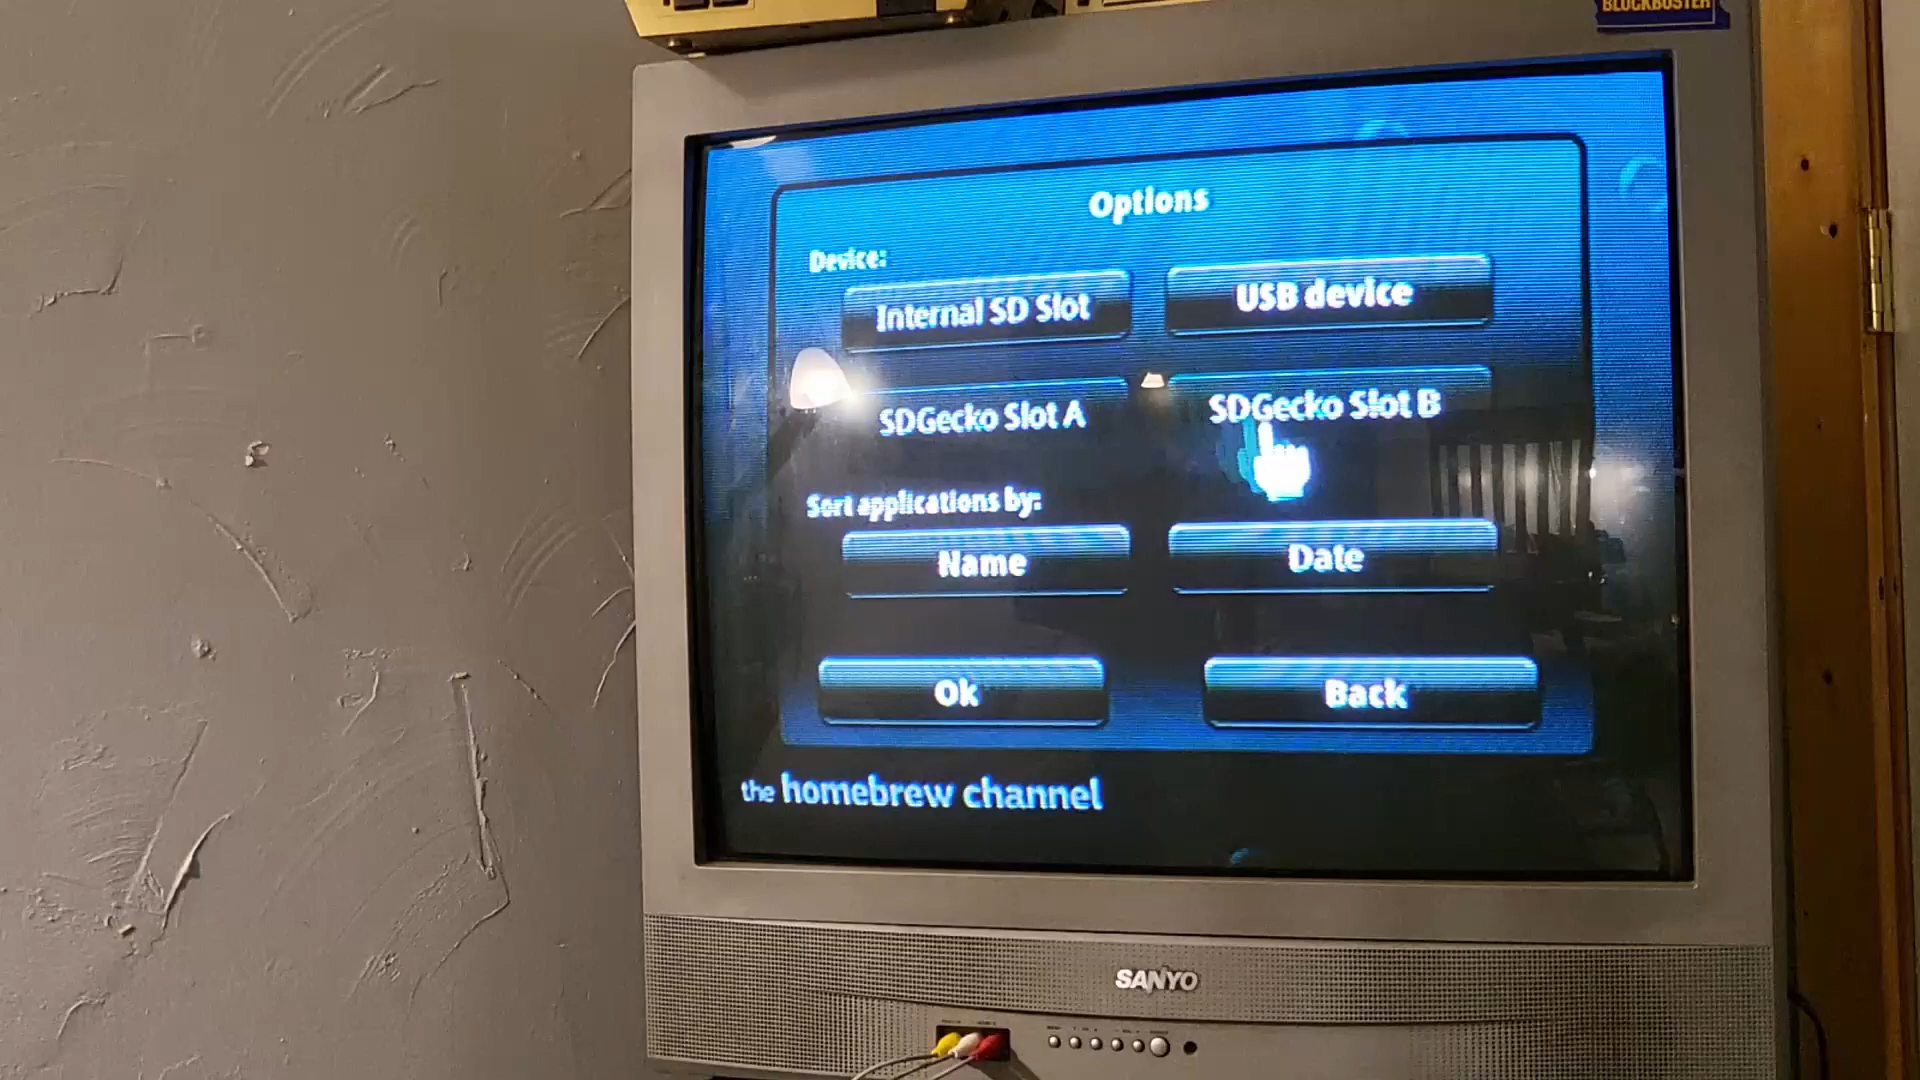 BLOCKBUSTER
Options
Device:
Internal SD Slot
USB device
SDGecko Slot A
SDGecko Slot B
Sort applications by:
Name
Date
Ok
Back
the homebrew channel
SANYO